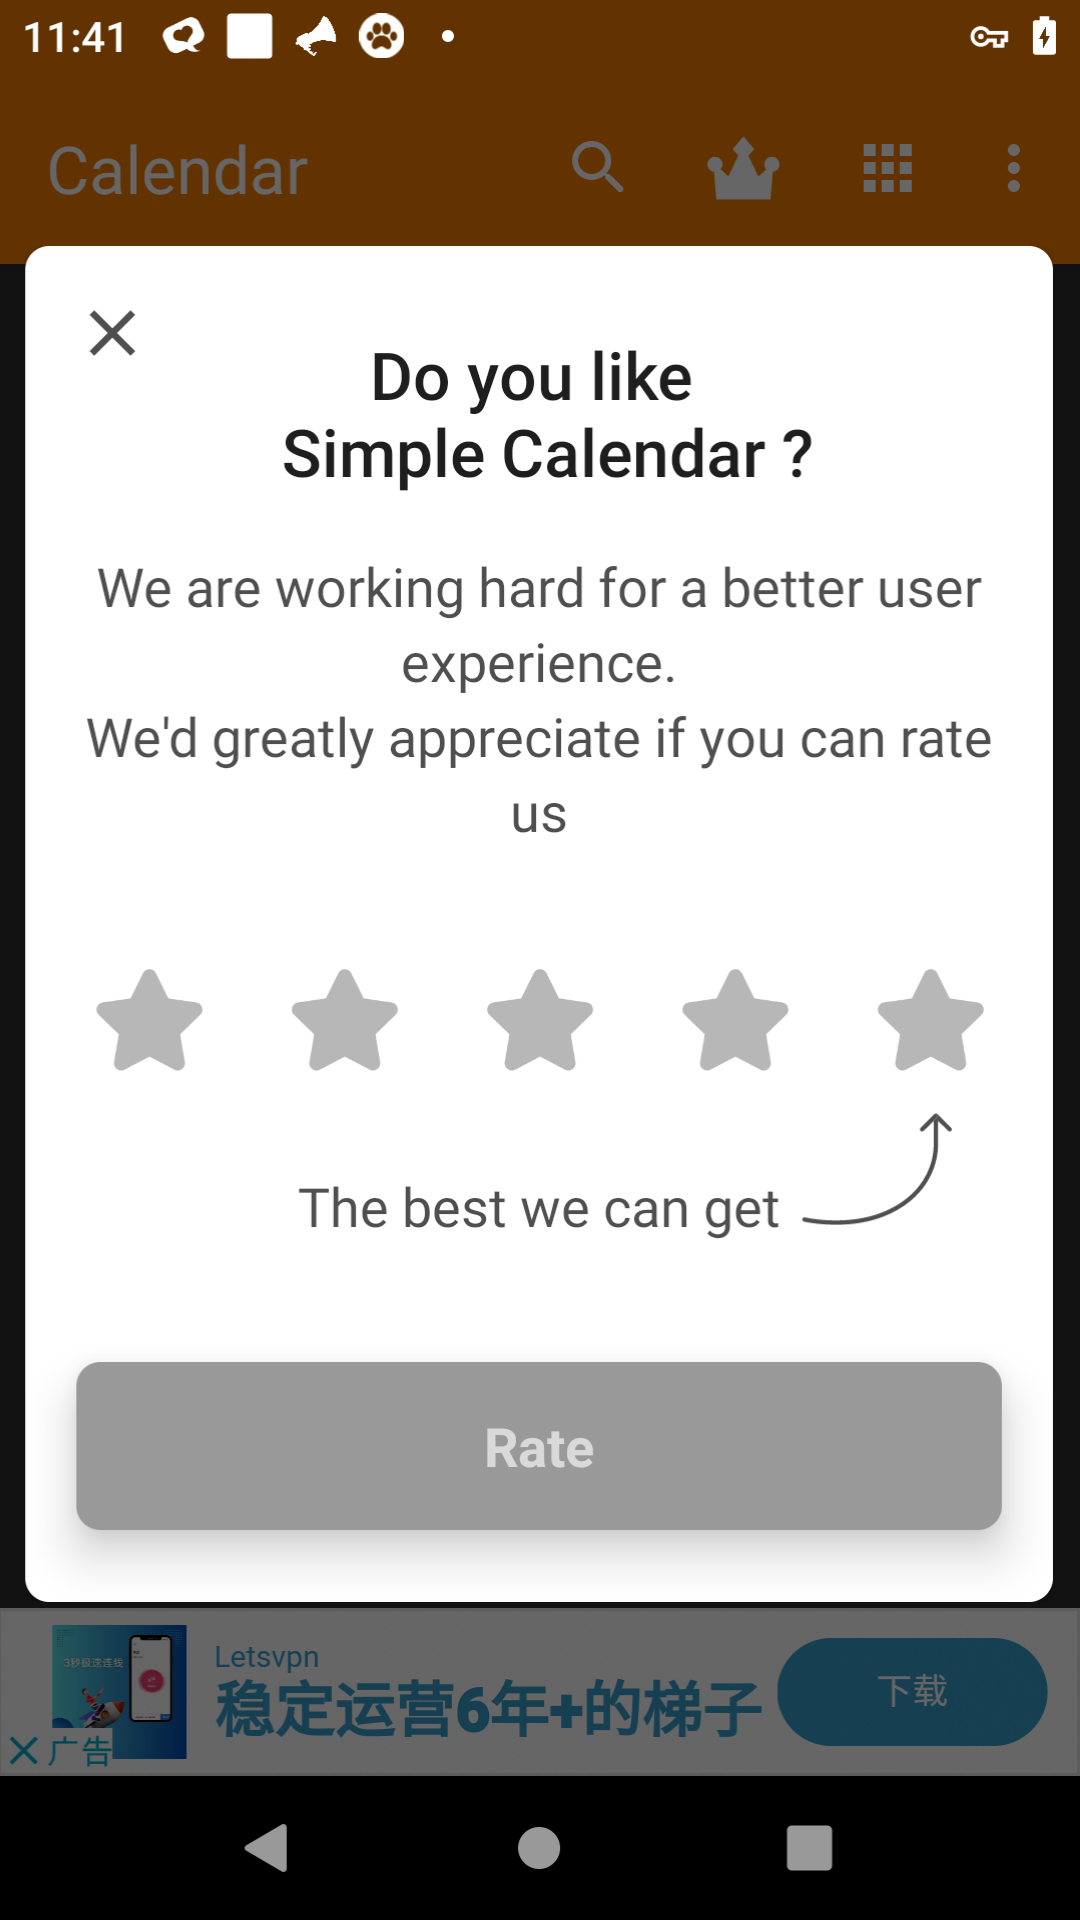 11:41
Calendar
Do you like
Simple Calendar ?
We are working hard for a better user
experience.
We'd greatly appreciate if you can rate
us
The best we can get
Rate
3秒极速连线
Letsvpn
稳定运营6年+的梯子
下载
广告